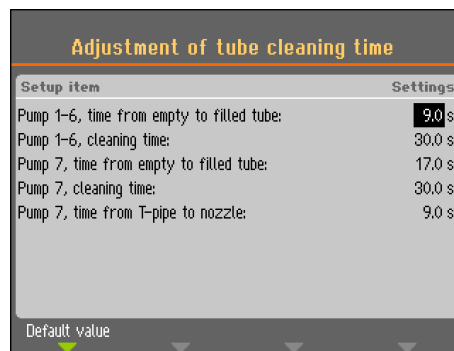 Adjustment of tube cleaning time
Setup item Settings
Pump 1-6, time from empty to filled tube: 9.0 s
Pump 1-6, cleaning time: 30.0 s
Pump 7, time from empty to filled tube: 17.0 s
Pump 7, cleaning time: 30.0 s
Pump 7, time from T-pipe to nozzle: 9.0 s
Default value